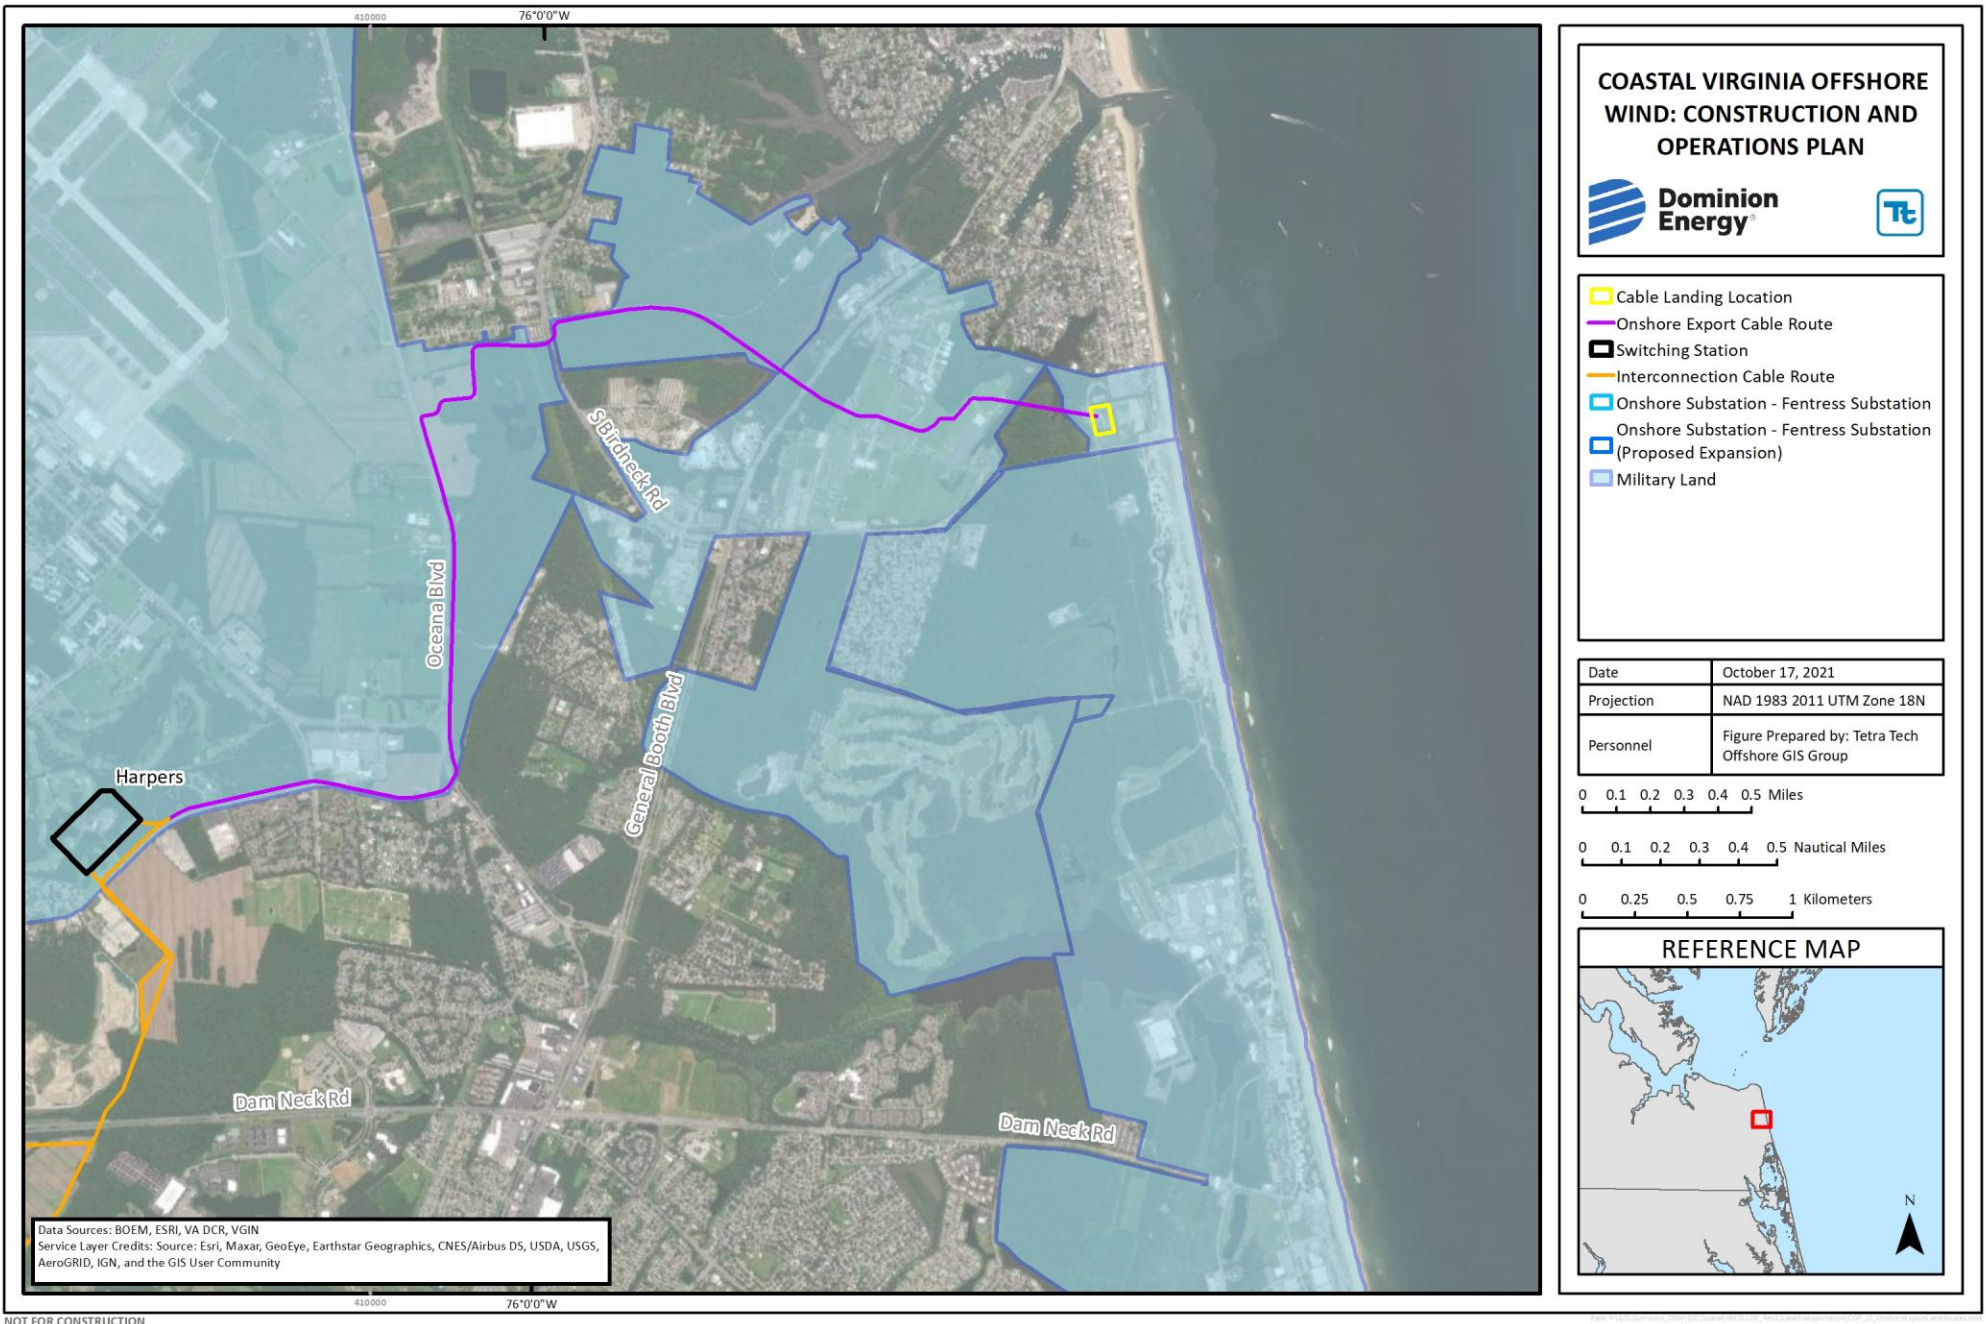 410000
76°0'0"W
S Birdneck Rd
Oceana Blvd
General Booth Blvd
Harpers
Dam Neck Rd
Dam Neck Rd
Data Sources: BOEM, ESRI, VA DCR, VGIN
Service Layer Credits: Source: Esri, Maxar, GeoEye, Earthstar Geographics, CNES/Airbus DS, USDA, USGS,
AeroGRID, IGN, and the GIS User Community
410000
76°0'0"W
NOT FOR CONSTRUCTION
COASTAL VIRGINIA OFFSHORE
WIND: CONSTRUCTION AND
OPERATIONS PLAN
Dominion
Energy®
Tt
Cable Landing Location
Onshore Export Cable Route
Switching Station
Interconnection Cable Route
Onshore Substation - Fentress Substation
Onshore Substation - Fentress Substation
(Proposed Expansion)
Military Land
Date October 17, 2021
Projection NAD 1983 2011 UTM Zone 18N
Personnel Figure Prepared by: Tetra Tech
Offshore GIS Group
0 0.1 0.2 0.3 0.4 0.5 Miles
0 0.1 0.2 0.3 0.4 0.5 Nautical Miles
0 0.25 0.5 0.75 1 Kilometers
REFERENCE MAP
N